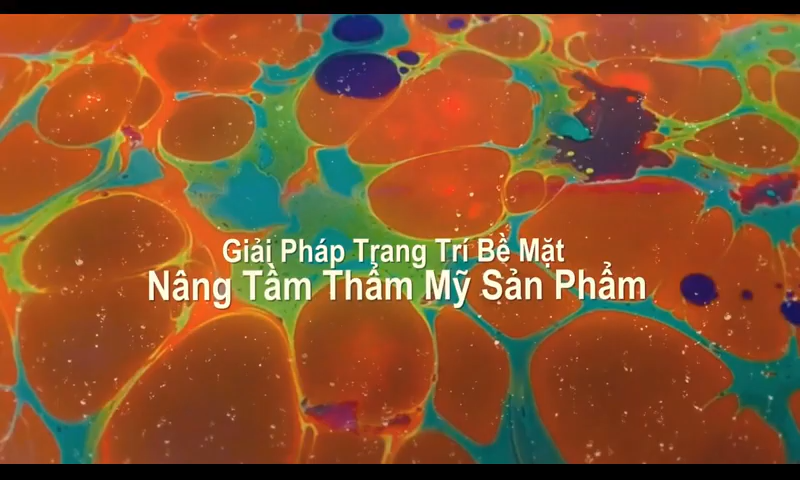 Giải Pháp Trang Trí Bề Mặt
Nâng Tầm Thẩm Mỹ Sản Phẩm